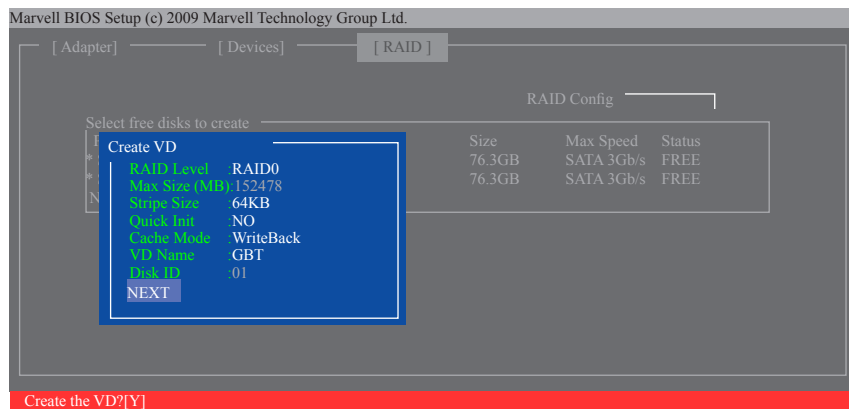 Marvell BIOS Setup (c) 2009 Marvell Technology Group Ltd.
[ Adapter] [ Devices] [ RAID ]
RAID Config
Select free disks to create
Size Max Speed Status
* 76.3GB SATA 3Gb/s FREE
* 76.3GB SATA 3Gb/s FREE
Create VD
RAID Level :RAID0
Max Size (MB):152478
Stripe Size :64KB
Quick Init :NO
Cache Mode :WriteBack
VD Name :GBT
Disk ID :01
NEXT
Create the VD?[Y]